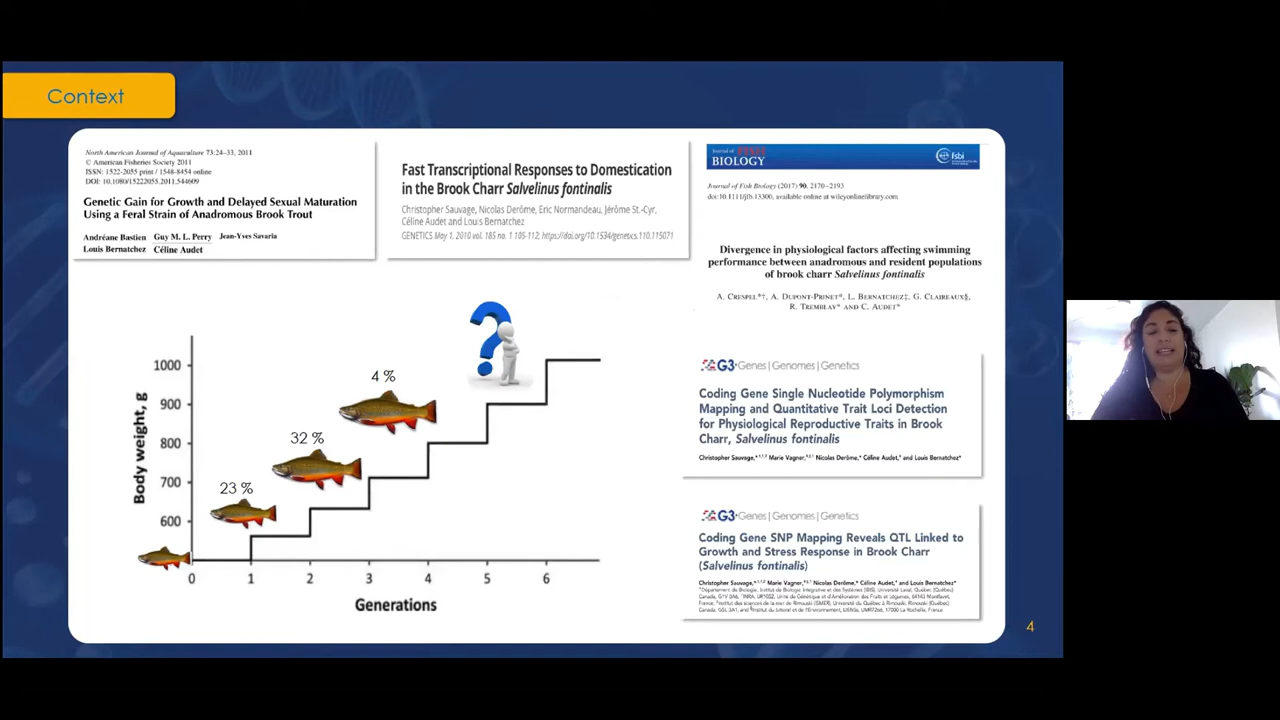 Context
North American Journal of Aquaculture 73:24–33, 2011
© American Fisheries Society 2011
ISSN: 1522-2055 print / 1548-8454 online
DOI: 10.1080/15222055.2011.544609
Genetic Gain for Growth and Delayed Sexual Maturation
Using a Feral Strain of Anadromous Brook Trout
Andréane Bastien Guy M. L. Perry Jean-Yves Savaria
Louis Bernatchez Céline Audet
Fast Transcriptional Responses to Domestication
in the Brook Charr Salvelinus fontinalis
Christopher Sauvage, Nicolas Derôme, Eric Normandeau, Jérôme St.-Cyr,
Céline Audet and Louis Bernatchez
GENETICS May 1, 2010 vol. 185 no. 1 105-112; https://doi.org/10.1534/genetics.110.115071
Journal of
BIOLOGY
fsbi
Journal of Fish Biology (2017) 90, 2170–2193
doi:10.1111/jfb.13300, available online at wileyonlinelibrary.com
Divergence in physiological factors affecting swimming
performance between anadromous and resident populations
of brook charr Salvelinus fontinalis
A. Crespel*†, A. Dupont-Prinet*, L. Bernatchez‡, G. Claireaux§,
R. Tremblay* and C. Audet*
G3 Genes | Genomes | Genetics
Coding Gene Single Nucleotide Polymorphism
Mapping and Quantitative Trait Loci Detection
for Physiological Reproductive Traits in Brook
Charr, Salvelinus fontinalis
Christopher Sauvage, Marie Vagner, Nicolas Derôme, Céline Audet, and Louis Bernatchez
G3 Genes | Genomes | Genetics
Coding Gene SNP Mapping Reveals QTL Linked to
Growth and Stress Response in Brook Charr
(Salvelinus fontinalis)
Christopher Sauvage, Marie Vagner, Nicolas Derôme, Céline Audet, and Louis Bernatchez
Body weight, g
1000
900
800
700
600
23 %
32 %
4 %
?
0 1 2 3 4 5 6
Generations
4